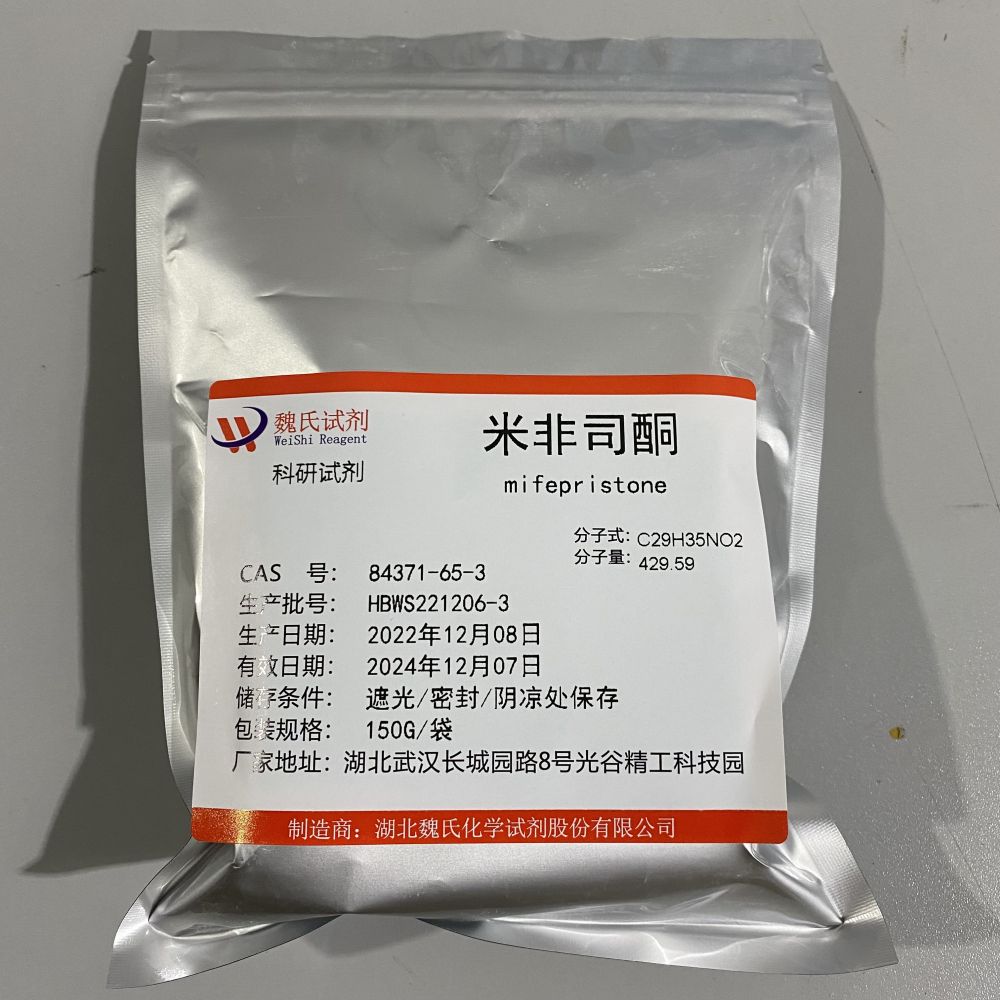 魏氏试剂
WeiShi Reagent
科研试剂
米非司酮
mifepristone
分子式: C29H35NO2
分子量: 429.59
CAS 号: 84371-65-3
生产批号: HBWS221206-3
生产日期: 2022年12月08日
有效日期: 2024年12月07日
储存条件: 遮光/密封/阴凉处保存
包装规格: 150G/袋
厂家地址: 湖北武汉长城园路8号光谷精工科技园
制造商: 湖北魏氏化学试剂股份有限公司